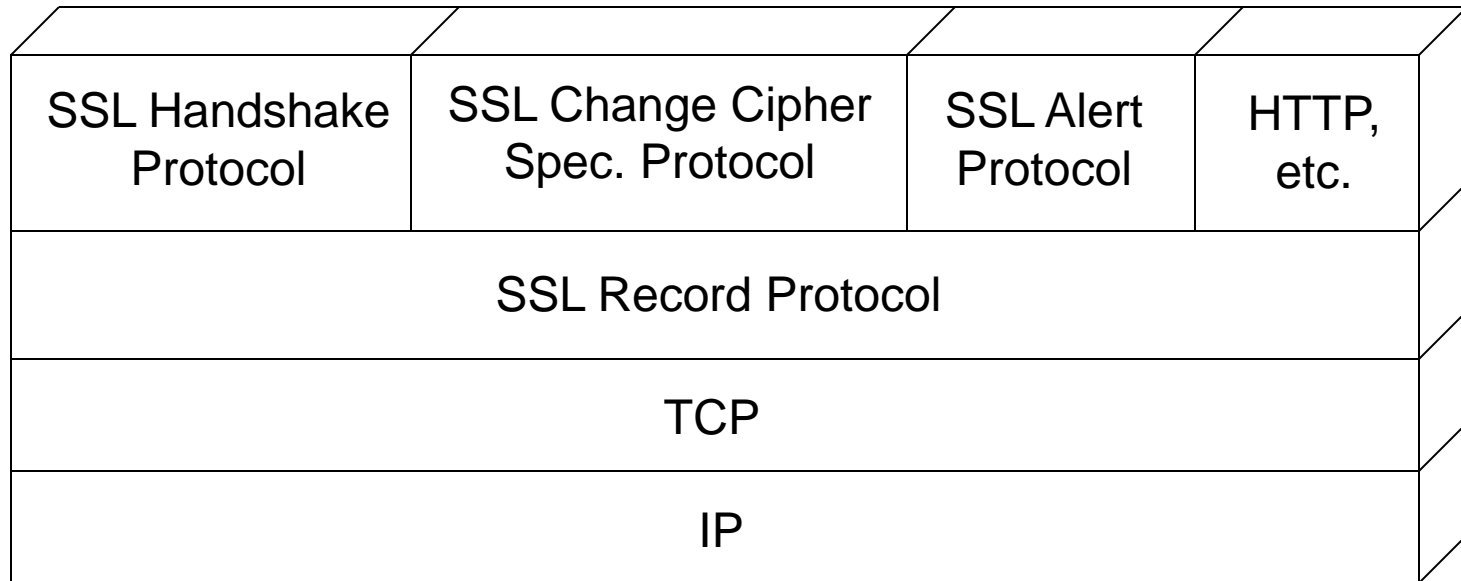 SSL Handshake
Protocol
SSL Change Cipher
Spec. Protocol
SSL Alert
Protocol
HTTP,
etc.
SSL Record Protocol
TCP
IP